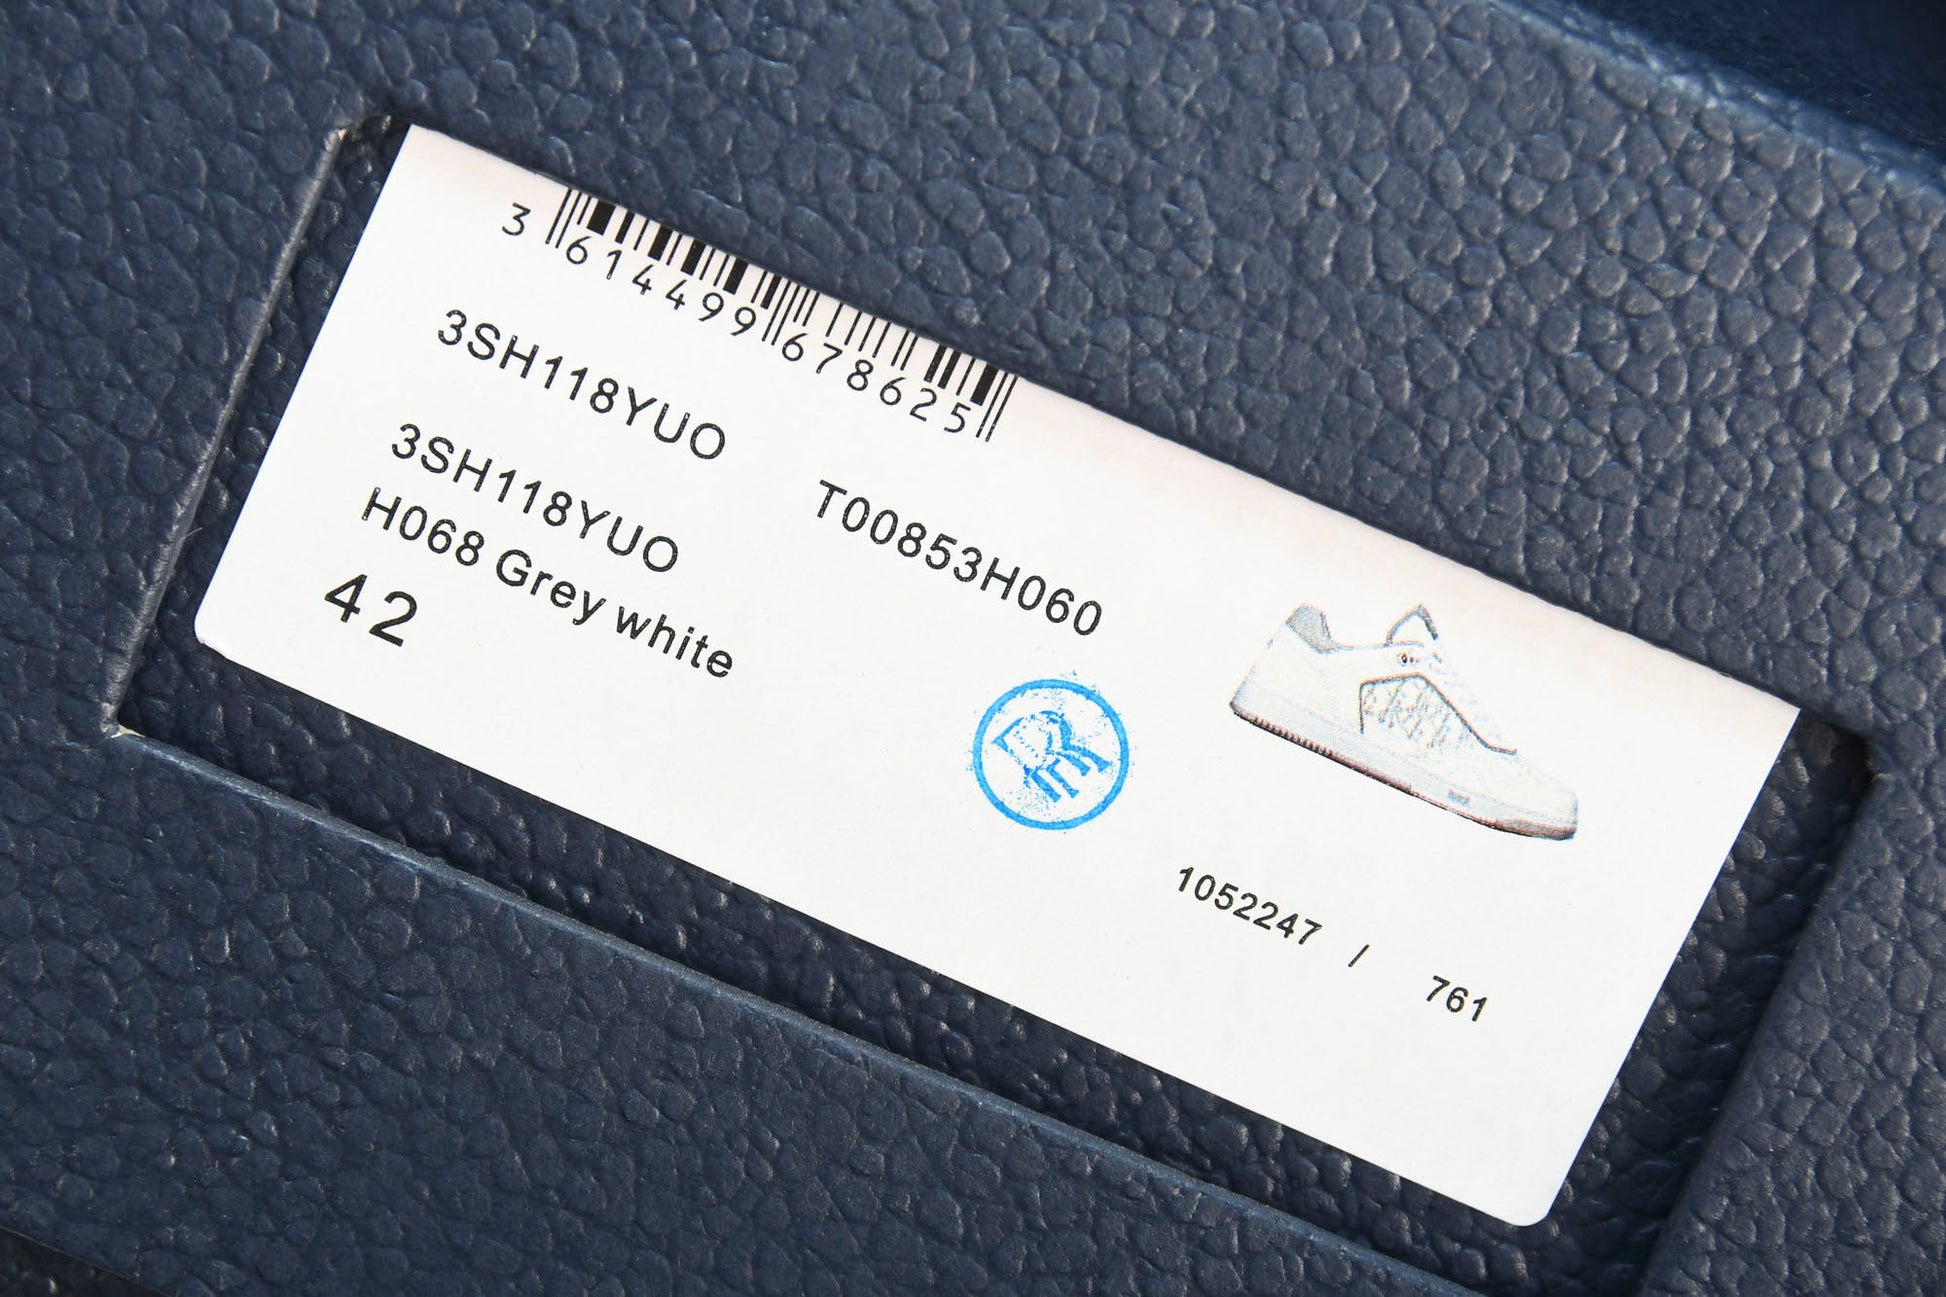 3 614499 678625
3SH118YUO
3SH118YUO T00853H060
H068 Grey white
42
1052247 / 761